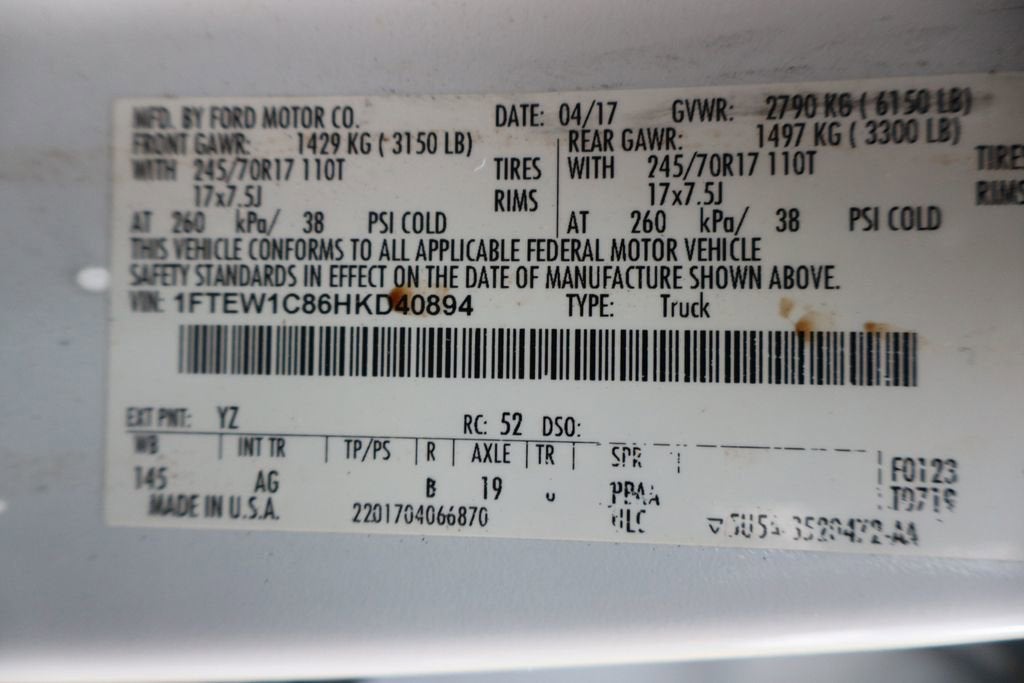 MFD. BY FORD MOTOR CO. DATE: 04/17 GVWR: 2790 KG ( 6150 LB)
FRONT GAWR: 1429 KG ( 3150 LB) REAR GAWR: 1497 KG ( 3300 LB)
WITH 245/70R17 110T TIRES WITH 245/70R17 110T TIRES
17x7.5J RIMS 17x7.5J RIMS
AT 260 kPa/ 38 PSI COLD AT 260 kPa/ 38 PSI COLD
THIS VEHICLE CONFORMS TO ALL APPLICABLE FEDERAL MOTOR VEHICLE
SAFETY STANDARDS IN EFFECT ON THE DATE OF MANUFACTURE SHOWN ABOVE.
VIN: 1FTEW1C86HKD40894 TYPE: Truck
EXT PNT: YZ RC: 52 DSO:
WB INT TR TP/PS R AXLE TR SPR F0123
145 AG B 19
MADE IN U.S.A. 2201704066870